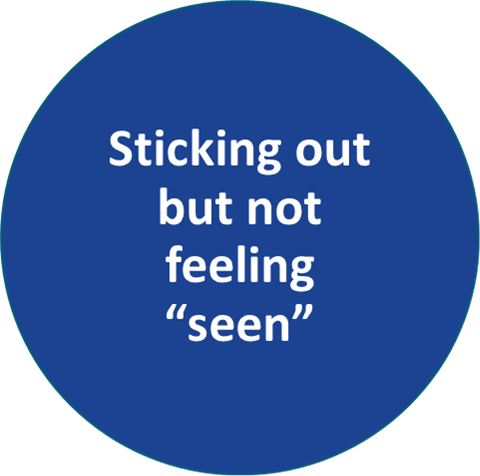 Sticking out
but not
feeling
“seen”